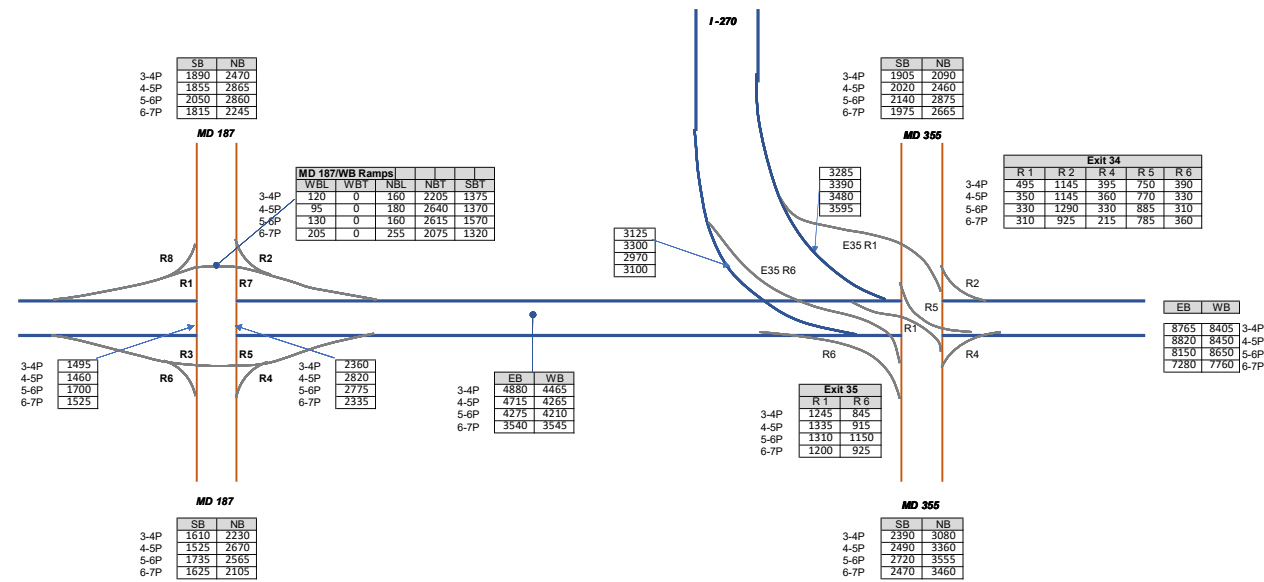 I -270
SB NB
3-4P 1890 2470
4-5P 1855 2865
5-6P 2050 2860
6-7P 1815 2245
MD 187
SB NB
3-4P 1905 2090
4-5P 2020 2460
5-6P 2140 2875
6-7P 1975 2665
MD 355
MD 187/WB Ramps
WBL WBT NBL NBT SBT
3-4P 120 0 160 2205 1375
4-5P 95 0 180 2640 1370
5-6P 130 0 160 2615 1570
6-7P 205 0 255 2075 1320
3285
3390
3480
3595
Exit 34
R 1 R 2 R 4 R 5 R 6
3-4P 495 1145 395 750 390
4-5P 350 1145 360 770 330
5-6P 330 1290 330 885 310
6-7P 310 925 215 785 360
3125
3300
2970
3100
R8 R2
R1 R7
E35 R1
E35 R6
R2
R5
R1
R4
R6
EB WB
8765 8405 3-4P
8820 8450 4-5P
8150 8650 5-6P
7280 7760 6-7P
R3 R5
R6 R4
3-4P 1495
4-5P 1460
5-6P 1700
6-7P 1525
3-4P 2360
4-5P 2820
5-6P 2775
6-7P 2335
EB WB
3-4P 4880 4465
4-5P 4715 4265
5-6P 4275 4210
6-7P 3540 3545
Exit 35
R 1 R 6
3-4P 1245 845
4-5P 1335 915
5-6P 1310 1150
6-7P 1200 925
MD 187
SB NB
3-4P 1610 2230
4-5P 1525 2670
5-6P 1735 2565
6-7P 1625 2105
MD 355
SB NB
3-4P 2390 3080
4-5P 2490 3360
5-6P 2720 3555
6-7P 2470 3460